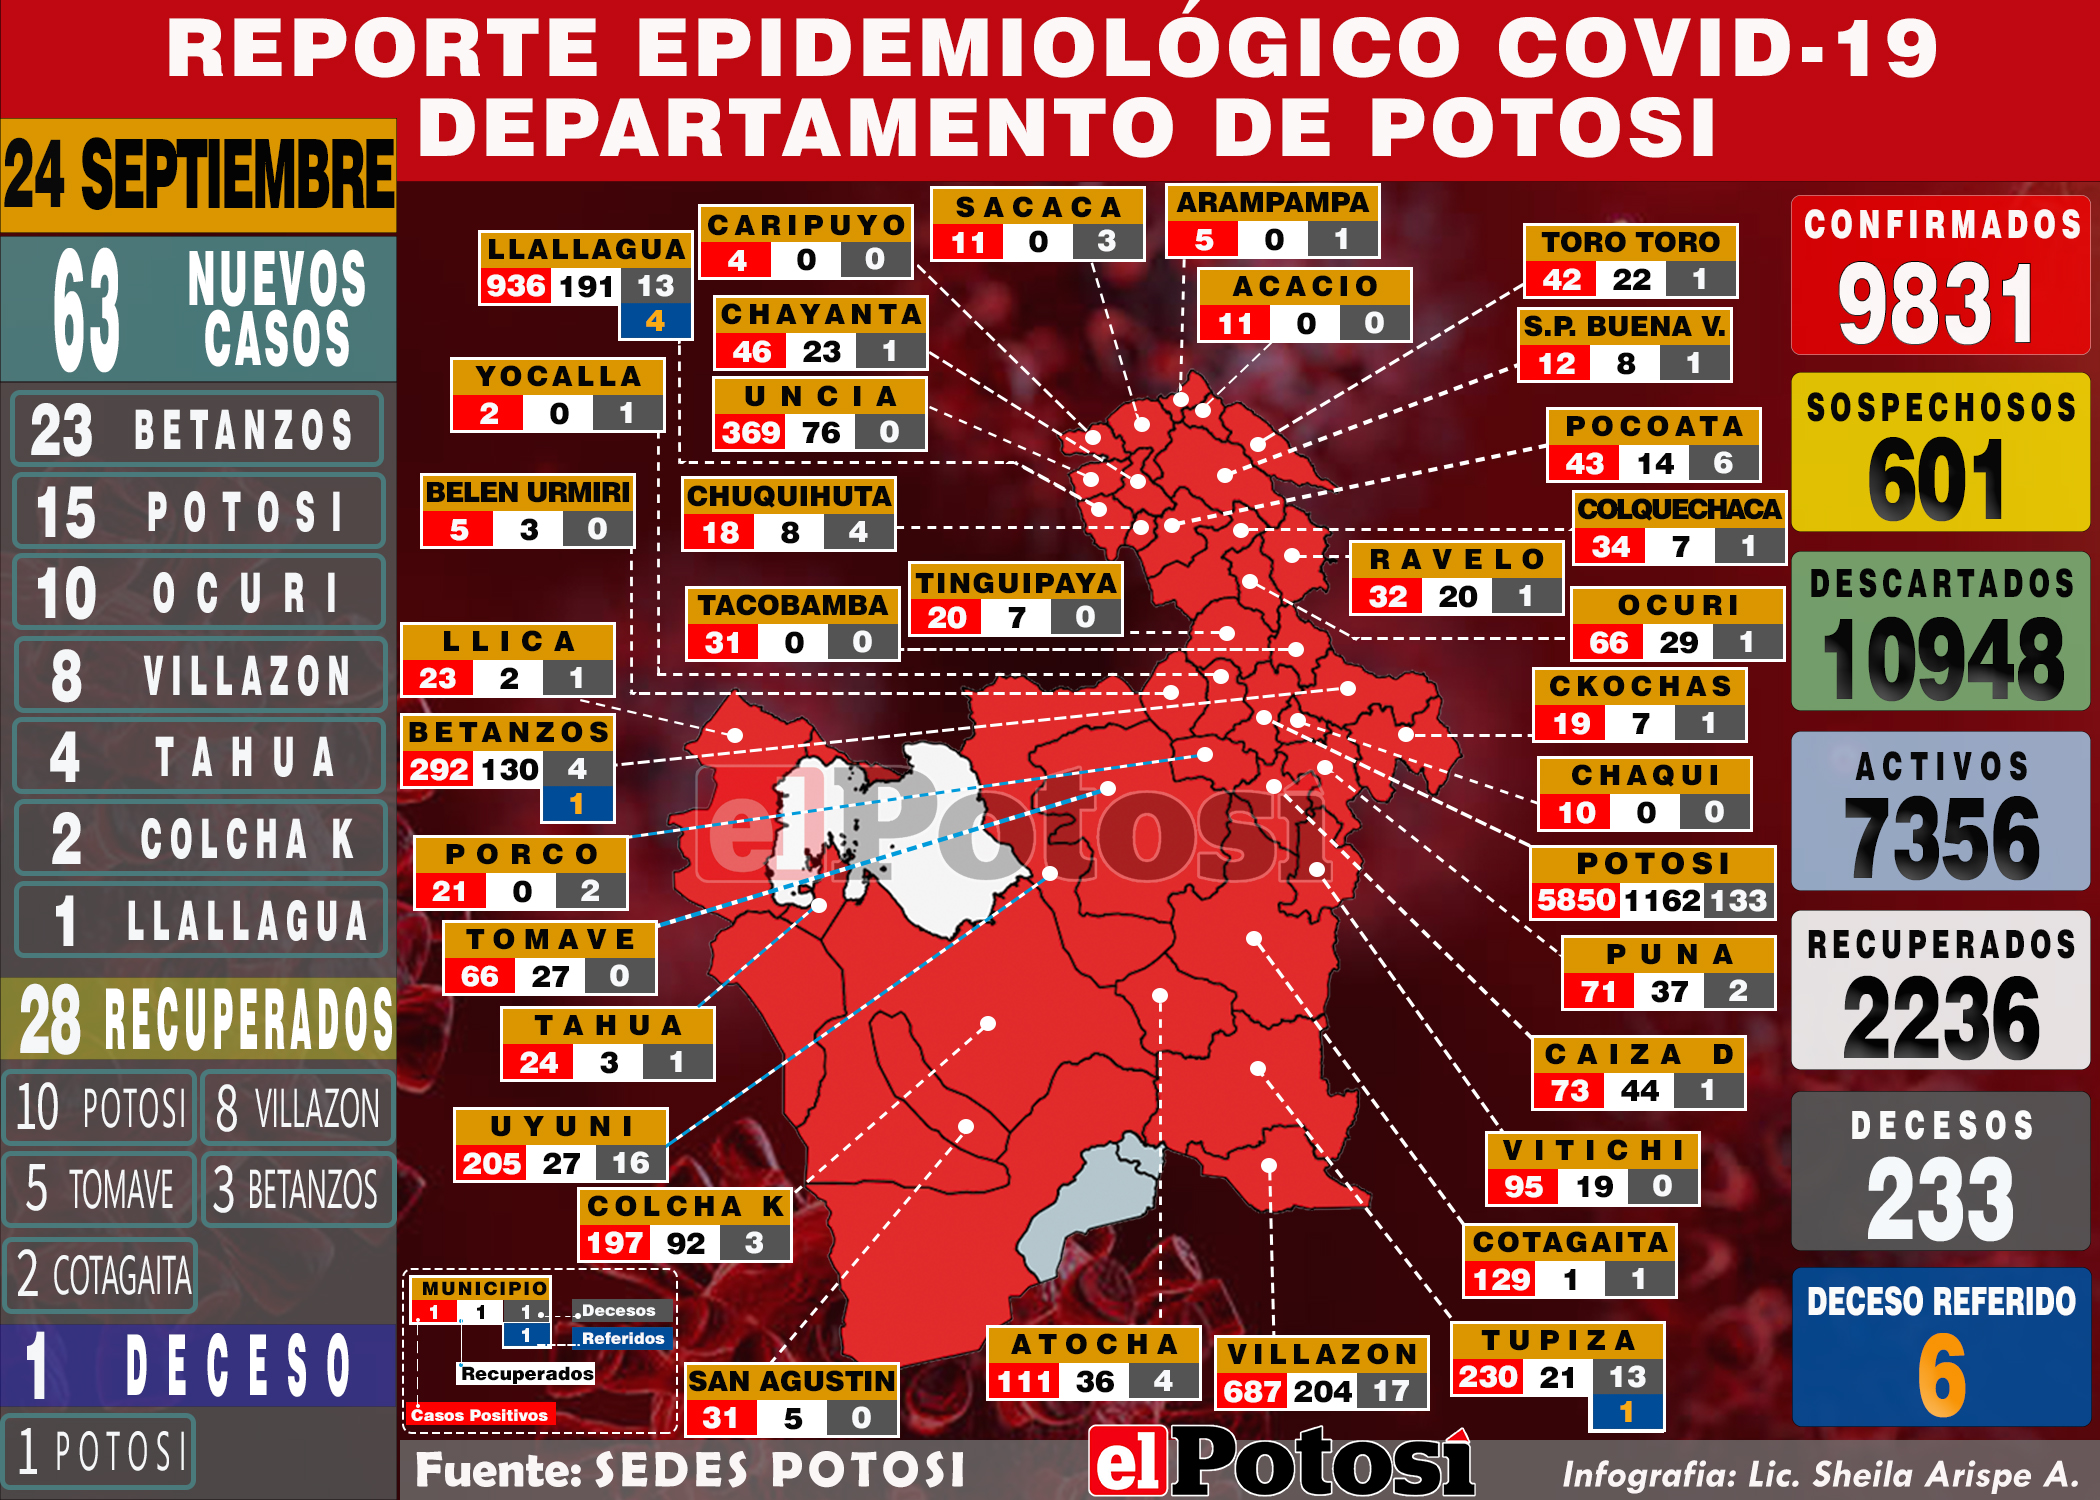 REPORTE EPIDEMIOLÓGICO COVID-19
DEPARTAMENTO DE POTOSI
24 SEPTIEMBRE
63 NUEVOS
CASOS
23 BETANZOS
15 POTOSI
10 OCURI
8 VILLAZON
4 TAHUA
2 COLCHA K
1 LLALLAGUA
28 RECUPERADOS
10 POTOSI
8 VILLAZON
5 TOMAVE
3 BETANZOS
2 COTAGAITA
1 DECESO
1 POTOSI
LLALLAGUA
936 191 13
4
CARIPUYO
4 0 0
SACACA
11 0 3
ARAMPAMPA
5 0 1
ACACIO
11 0 0
TORO TORO
42 22 1
S.P. BUENA V.
12 8 1
CHAYANTA
46 23 1
UNCIA
369 76 0
YOCALLA
2 0 1
POCOATA
43 14 6
BELEN URMIRI
5 3 0
CHUQUIHUTA
18 8 4
COLQUECHACA
34 7 1
RAVELO
32 20 1
TINGUIPAYA
20 7 0
TACOBAMBA
31 0 0
OCURI
66 29 1
LLICA
23 2 1
CKOCHAS
19 7 1
BETANZOS
292 130 4
1
CHAQUI
10 0 0
PORCO
21 0 2
POTOSI
5850 1162 133
TOMAVE
66 27 0
PUNA
71 37 2
TAHUA
24 3 1
CAIZA D
73 44 1
UYUNI
205 27 16
VITICHI
95 19 0
COLCHA K
197 92 3
COTAGAITA
129 1 1
SAN AGUSTIN
31 5 0
ATOCHA
111 36 4
VILLAZON
687 204 17
TUPIZA
230 21 13
1
MUNICIPIO
1 1 1
1
Decesos
Referidos
Recuperados
Casos Positivos
el Potosí
CONFIRMADOS
9831
SOSPECHOSOS
601
DESCARTADOS
10948
ACTIVOS
7356
RECUPERADOS
2236
DECESOS
233
DECESO REFERIDO
6
Fuente: SEDES POTOSI
el Potosí
Infografia: Lic. Sheila Arispe A.